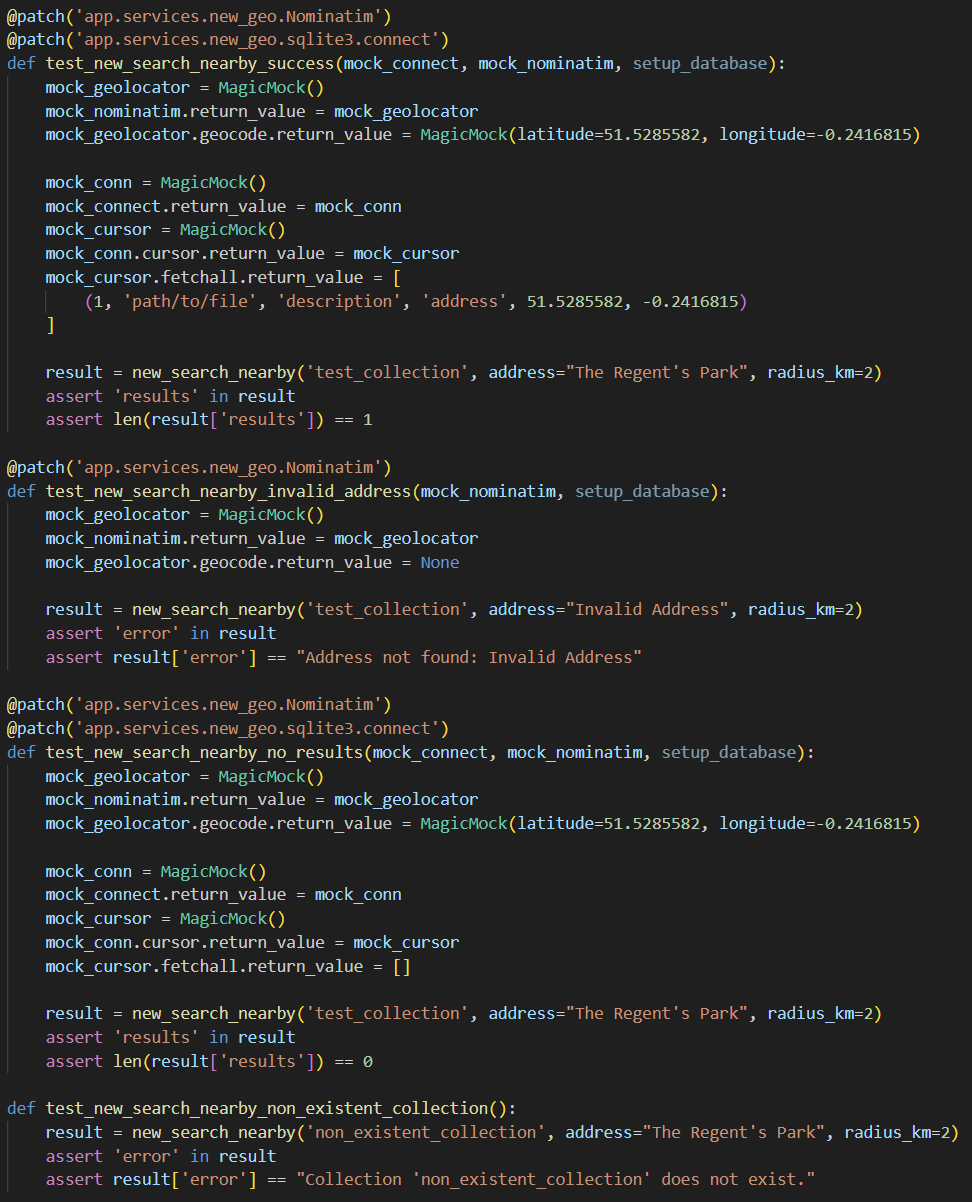 @patch('app.services.new_geo.Nominatim')
@patch('app.services.new_geo.sqlite3.connect')
def test_new_search_nearby_success(mock_connect, mock_nominatim, setup_database):
    mock_geolocator = MagicMock()
    mock_nominatim.return_value = mock_geolocator
    mock_geolocator.geocode.return_value = MagicMock(latitude=51.5285582, longitude=-0.2416815)

    mock_conn = MagicMock()
    mock_connect.return_value = mock_conn
    mock_cursor = MagicMock()
    mock_conn.cursor.return_value = mock_cursor
    mock_cursor.fetchall.return_value = [
        (1, 'path/to/file', 'description', 'address', 51.5285582, -0.2416815)
    ]

    result = new_search_nearby('test_collection', address="The Regent's Park", radius_km=2)
    assert 'results' in result
    assert len(result['results']) == 1

@patch('app.services.new_geo.Nominatim')
def test_new_search_nearby_invalid_address(mock_nominatim, setup_database):
    mock_geolocator = MagicMock()
    mock_nominatim.return_value = mock_geolocator
    mock_geolocator.geocode.return_value = None

    result = new_search_nearby('test_collection', address="Invalid Address", radius_km=2)
    assert 'error' in result
    assert result['error'] == "Address not found: Invalid Address"

@patch('app.services.new_geo.Nominatim')
@patch('app.services.new_geo.sqlite3.connect')
def test_new_search_nearby_no_results(mock_connect, mock_nominatim, setup_database):
    mock_geolocator = MagicMock()
    mock_nominatim.return_value = mock_geolocator
    mock_geolocator.geocode.return_value = MagicMock(latitude=51.5285582, longitude=-0.2416815)

    mock_conn = MagicMock()
    mock_connect.return_value = mock_conn
    mock_cursor = MagicMock()
    mock_conn.cursor.return_value = mock_cursor
    mock_cursor.fetchall.return_value = []

    result = new_search_nearby('test_collection', address="The Regent's Park", radius_km=2)
    assert 'results' in result
    assert len(result['results']) == 0

def test_new_search_nearby_non_existent_collection():
    result = new_search_nearby('non_existent_collection', address="The Regent's Park", radius_km=2)
    assert 'error' in result
    assert result['error'] == "Collection 'non_existent_collection' does not exist."